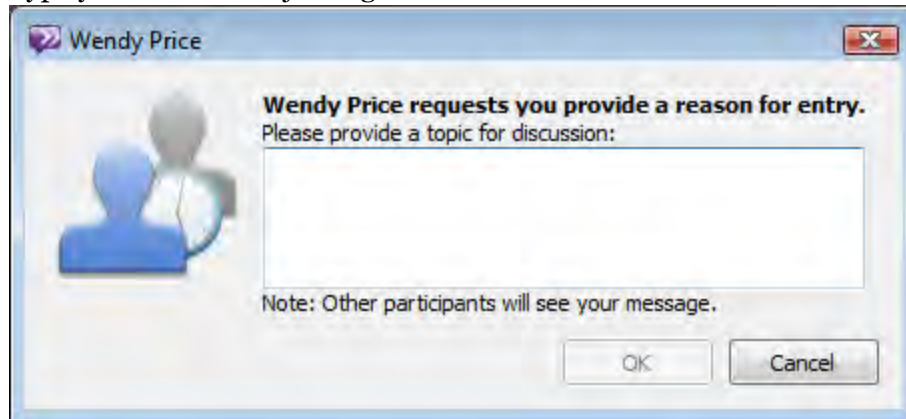 Wendy Price
Wendy Price requests you provide a reason for entry.
Please provide a topic for discussion:
Note: Other participants will see your message.
OK
Cancel